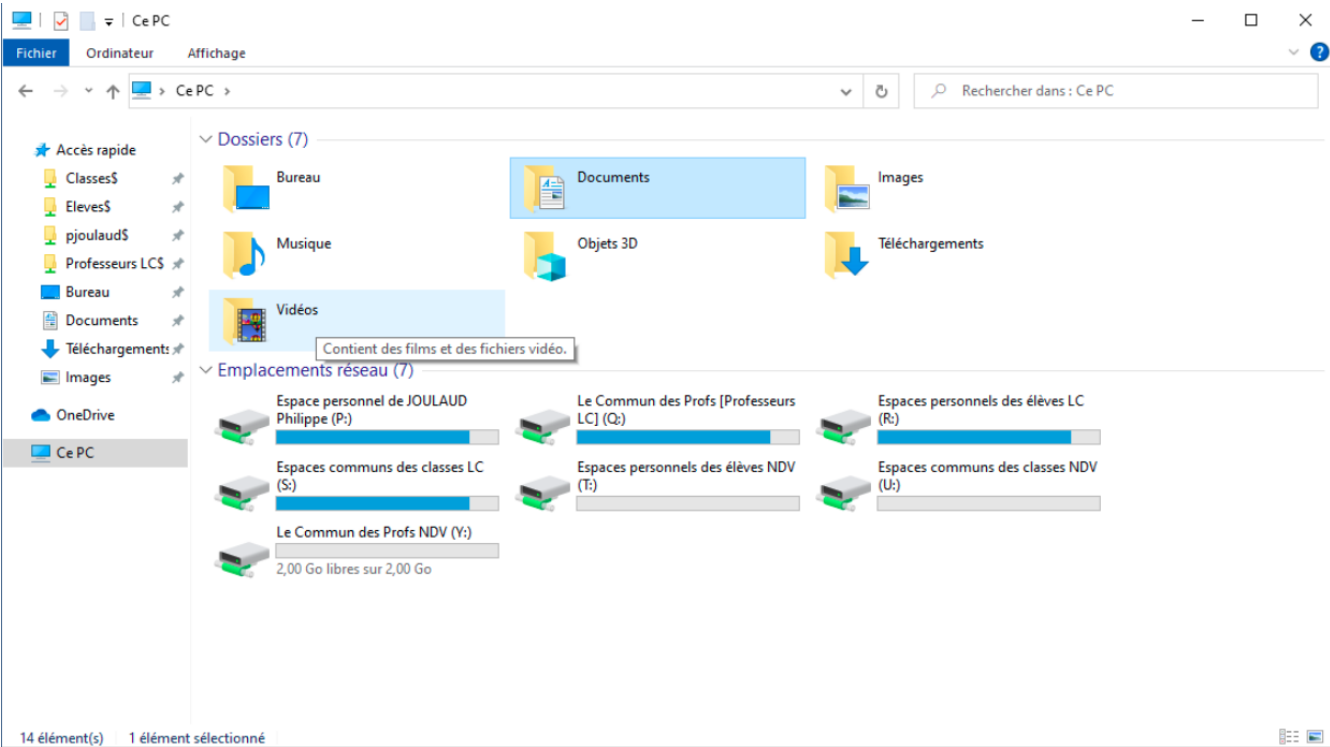 Ce PC
Fichier Ordinateur Affichage
Ce PC
Rechercher dans : Ce PC
Accès rapide
Classes$
Eleves$
pjoulaud$
Professeurs LC$
Bureau
Documents
Téléchargements
Images
OneDrive
Ce PC
Dossiers (7)
Bureau
Documents
Images
Musique
Objets 3D
Téléchargements
Vidéos
Contient des films et des fichiers vidéo.
Emplacements réseau (7)
Espace personnel de JOULAUD
Philippe (P:)
Le Commun des Profs [Professeurs
LC] (Q:)
Espaces personnels des élèves LC
(R:)
Espaces communs des classes LC
(S:)
Espaces personnels des élèves NDV
(T:)
Espaces communs des classes NDV
(U:)
Le Commun des Profs NDV (Y:)
2,00 Go libres sur 2,00 Go
14 élément(s) 1 élément sélectionné